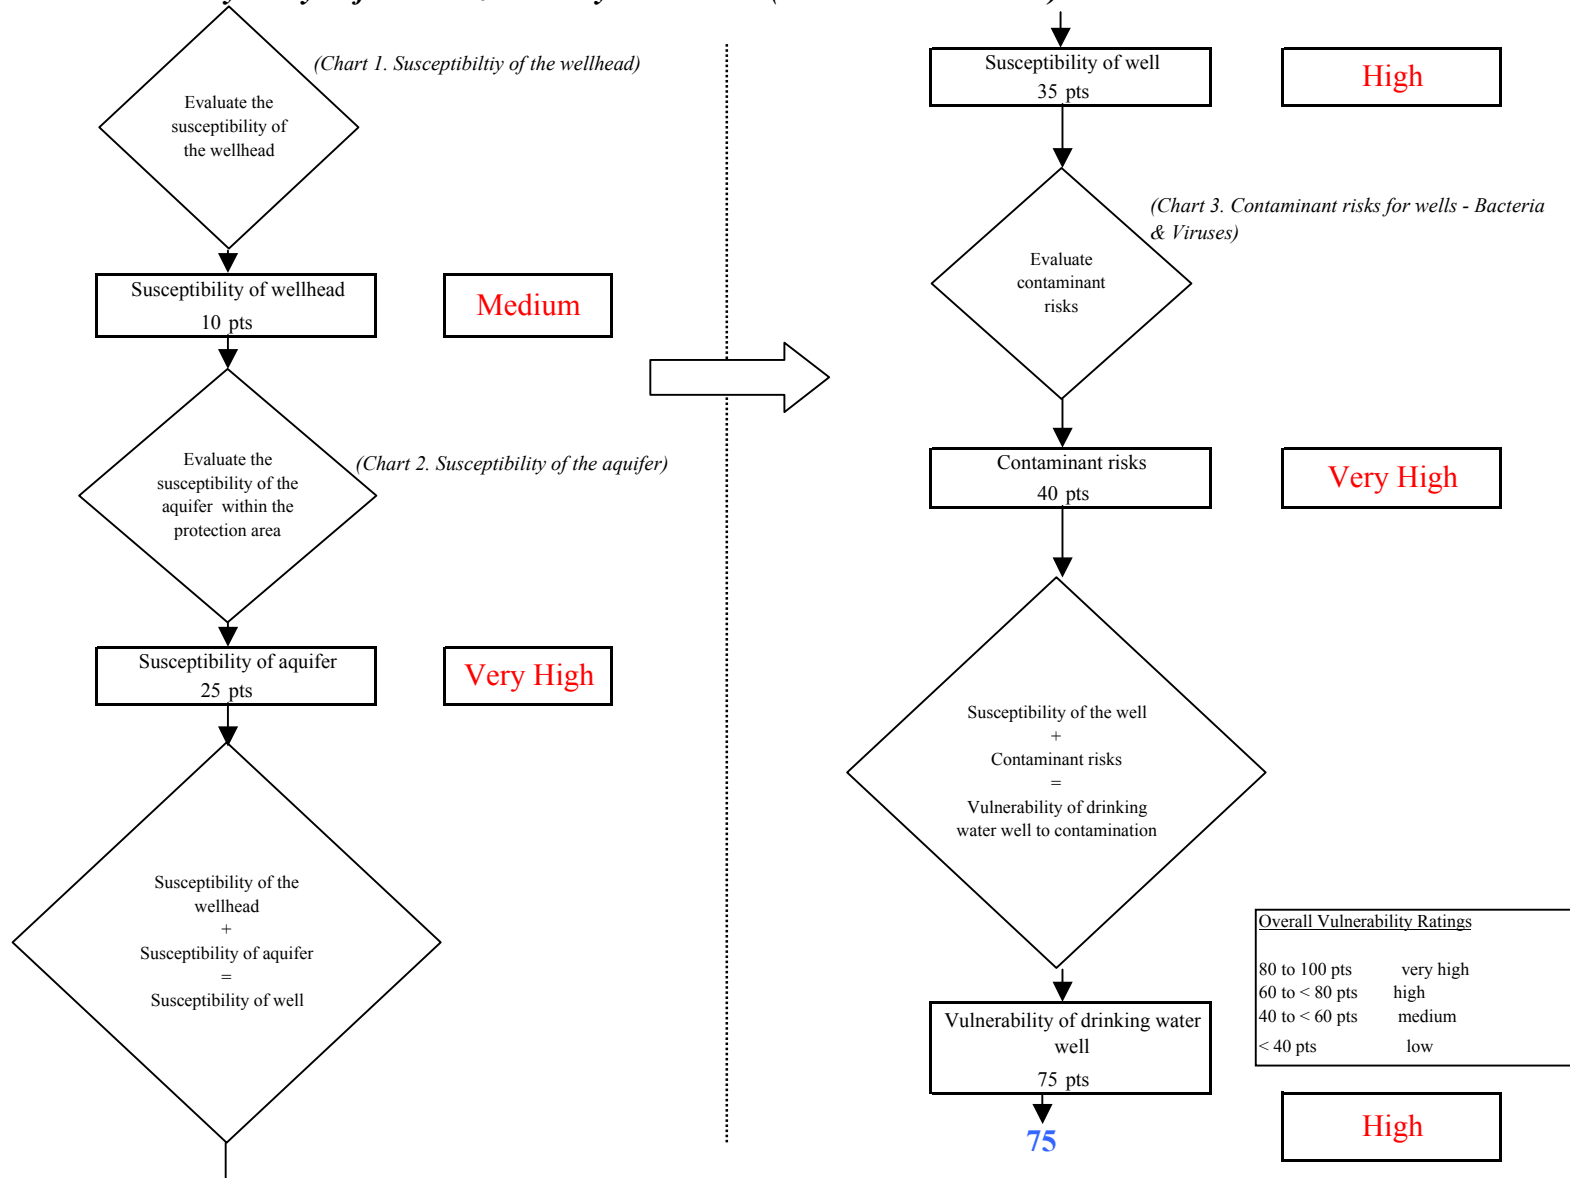 (Chart 1. Susceptibiltiy of the wellhead)
Evaluate the
susceptibility of
the wellhead
Susceptibility of wellhead
10 pts
Medium
Evaluate the
susceptibility of the
aquifer within the
protection area
(Chart 2. Susceptibility of the aquifer)
Susceptibility of aquifer
25 pts
Very High
Susceptibility of the
wellhead
+
Susceptibility of aquifer
=
Susceptibility of well
Susceptibility of well
35 pts
High
(Chart 3. Contaminant risks for wells - Bacteria
& Viruses)
Evaluate
contaminant
risks
Contaminant risks
40 pts
Very High
Susceptibility of the well
+
Contaminant risks
=
Vulnerability of drinking
water well to contamination
Overall Vulnerability Ratings
80 to 100 pts very high
60 to < 80 pts high
40 to < 60 pts medium
< 40 pts low
Vulnerability of drinking water
well
75 pts
75
High